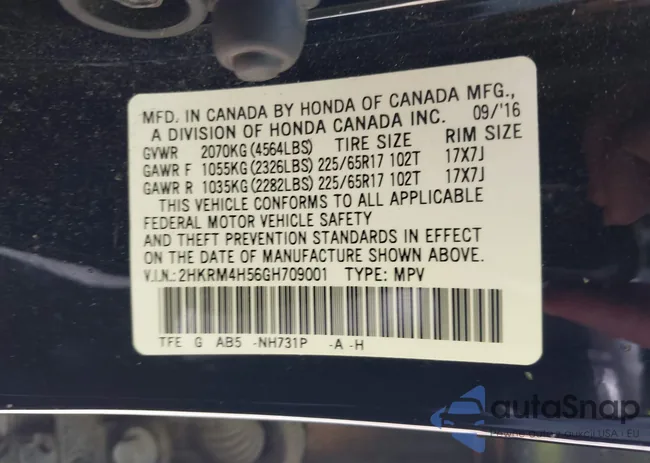 MFD. IN CANADA BY HONDA OF CANADA MFG.,
A DIVISION OF HONDA CANADA INC. 09/'16
GVWR 2070KG(4564LBS) TIRE SIZE RIM SIZE
GAWR F 1055KG(2326LBS) 225/65R17 102T 17X7J
GAWR R 1035KG(2282LBS) 225/65R17 102T 17X7J
THIS VEHICLE CONFORMS TO ALL APPLICABLE
FEDERAL MOTOR VEHICLE SAFETY
AND THEFT PREVENTION STANDARDS IN EFFECT
ON THE DATE OF MANUFACTURE SHOWN ABOVE.
V.I.N.:2HKRM4H56GH709001 TYPE: MPV
TFE G AB5 -NH731P -A -H
autoSnap